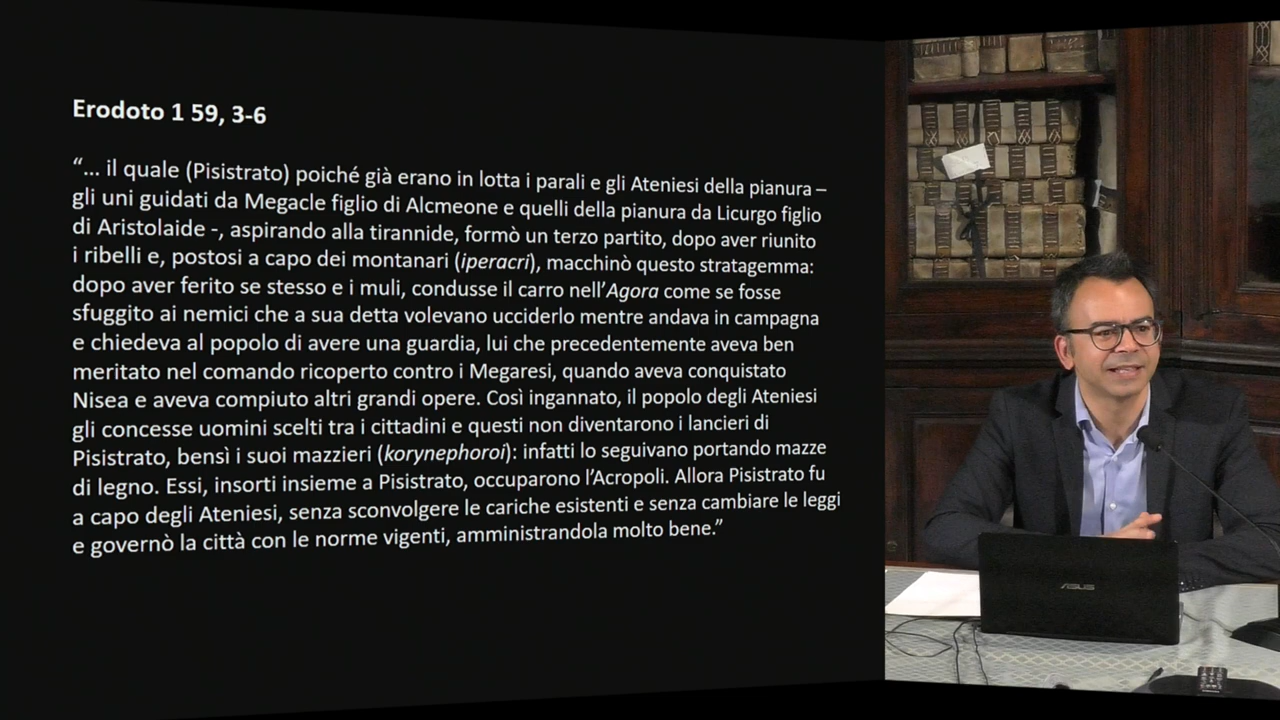 Erodoto 1 59, 3-6
“... il quale (Pisistrato) poiché già erano in lotta i parali e gli Ateniesi della pianura –
gli uni guidati da Megacle figlio di Alcmeone e quelli della pianura da Licurgo figlio
di Aristolaide -, aspirando alla tirannide, formò un terzo partito, dopo aver riunito
i ribelli e, postosi a capo dei montanari (iperacri), macchinò questo stratagemma:
dopo aver ferito se stesso e i muli, condusse il carro nell’Agora come se fosse
sfuggito ai nemici che a sua detta volevano ucciderlo mentre andava in campagna
e chiedeva al popolo di avere una guardia, lui che precedentemente aveva ben
meritato nel comando ricoperto contro i Megaresi, quando aveva conquistato
Nisea e aveva compiuto altri grandi opere. Così ingannato, il popolo degli Ateniesi
gli concesse uomini scelti tra i cittadini e questi non diventarono i lancieri di
Pisistrato, bensì i suoi mazzieri (korynephoroi): infatti lo seguivano portando mazze
di legno. Essi, insorti insieme a Pisistrato, occuparono l’Acropoli. Allora Pisistrato fu
a capo degli Ateniesi, senza sconvolgere le cariche esistenti e senza cambiare le leggi
e governò la città con le norme vigenti, amministrandola molto bene.”
ASUS